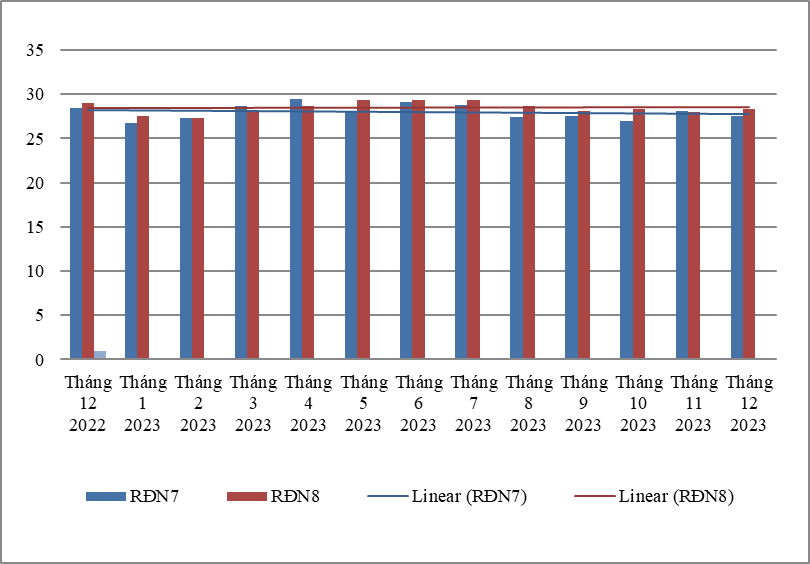 35
30
25
20
15
10
5
0
Tháng Tháng Tháng Tháng Tháng Tháng Tháng Tháng Tháng Tháng Tháng Tháng Tháng
12 1 2 3 4 5 6 7 8 9 10 11 12
2022 2023 2023 2023 2023 2023 2023 2023 2023 2023 2023 2023 2023
RĐN7 RĐN8 Linear (RĐN7) Linear (RĐN8)